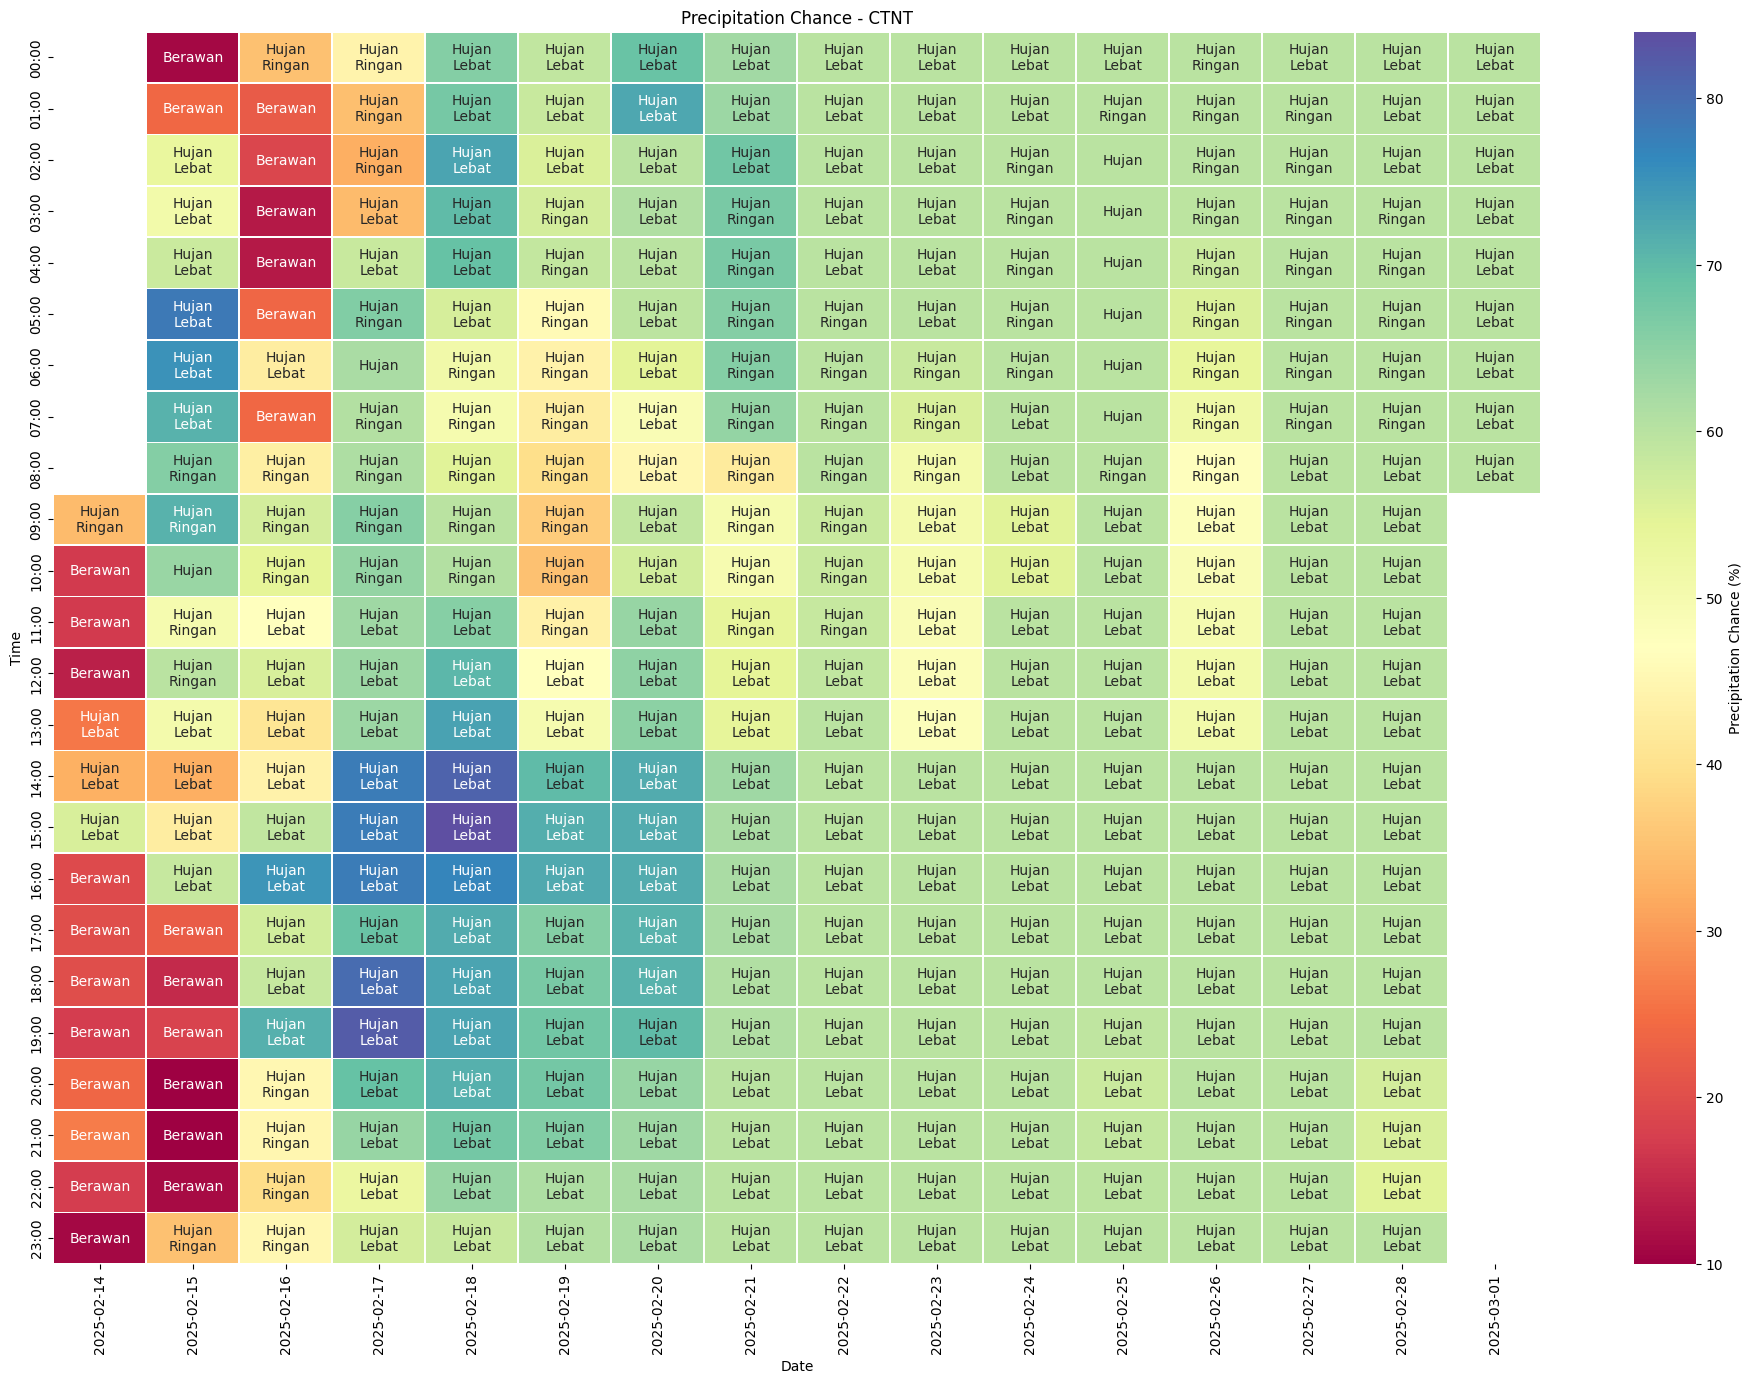 Precipitation Chance - CTNT
00:00 Berawan Hujan Ringan Hujan Ringan Hujan Lebat Hujan Lebat Hujan Lebat Hujan Lebat Hujan Lebat Hujan Lebat Hujan Lebat Hujan Lebat Hujan Ringan Hujan Lebat Hujan Lebat Hujan Lebat
01:00 Berawan Berawan Hujan Ringan Hujan Lebat Hujan Lebat Hujan Lebat Hujan Lebat Hujan Lebat Hujan Lebat Hujan Lebat Hujan Ringan Hujan Ringan Hujan Ringan Hujan Lebat Hujan Lebat
02:00 Hujan Lebat Berawan Hujan Ringan Hujan Lebat Hujan Lebat Hujan Lebat Hujan Lebat Hujan Lebat Hujan Lebat Hujan Ringan Hujan Hujan Ringan Hujan Ringan Hujan Lebat Hujan Lebat
03:00 Hujan Lebat Berawan Hujan Lebat Hujan Lebat Hujan Ringan Hujan Lebat Hujan Ringan Hujan Lebat Hujan Lebat Hujan Ringan Hujan Hujan Ringan Hujan Ringan Hujan Ringan Hujan Lebat
04:00 Hujan Lebat Berawan Hujan Lebat Hujan Lebat Hujan Ringan Hujan Lebat Hujan Ringan Hujan Lebat Hujan Lebat Hujan Ringan Hujan Hujan Ringan Hujan Ringan Hujan Ringan Hujan Lebat
05:00 Hujan Lebat Berawan Hujan Ringan Hujan Lebat Hujan Ringan Hujan Lebat Hujan Ringan Hujan Ringan Hujan Lebat Hujan Ringan Hujan Hujan Ringan Hujan Ringan Hujan Ringan Hujan Lebat
06:00 Hujan Lebat Hujan Lebat Hujan Hujan Ringan Hujan Ringan Hujan Lebat Hujan Ringan Hujan Ringan Hujan Ringan Hujan Ringan Hujan Hujan Ringan Hujan Ringan Hujan Ringan Hujan Lebat
07:00 Hujan Lebat Berawan Hujan Ringan Hujan Ringan Hujan Ringan Hujan Lebat Hujan Ringan Hujan Ringan Hujan Ringan Hujan Lebat Hujan Hujan Ringan Hujan Ringan Hujan Ringan Hujan Lebat
08:00 Hujan Ringan Hujan Ringan Hujan Ringan Hujan Ringan Hujan Ringan Hujan Lebat Hujan Ringan Hujan Ringan Hujan Ringan Hujan Lebat Hujan Ringan Hujan Ringan Hujan Lebat Hujan Lebat Hujan Lebat
09:00 Hujan Ringan Hujan Ringan Hujan Ringan Hujan Ringan Hujan Ringan Hujan Ringan Hujan Lebat Hujan Ringan Hujan Ringan Hujan Lebat Hujan Lebat Hujan Lebat Hujan Lebat Hujan Lebat Hujan Lebat
10:00 Berawan Hujan Hujan Ringan Hujan Ringan Hujan Ringan Hujan Ringan Hujan Lebat Hujan Ringan Hujan Ringan Hujan Lebat Hujan Lebat Hujan Lebat Hujan Lebat Hujan Lebat Hujan Lebat
11:00 Berawan Hujan Ringan Hujan Lebat Hujan Lebat Hujan Lebat Hujan Ringan Hujan Lebat Hujan Ringan Hujan Ringan Hujan Lebat Hujan Lebat Hujan Lebat Hujan Lebat Hujan Lebat Hujan Lebat
12:00 Berawan Hujan Ringan Hujan Lebat Hujan Lebat Hujan Lebat Hujan Lebat Hujan Lebat Hujan Lebat Hujan Lebat Hujan Lebat Hujan Lebat Hujan Lebat Hujan Lebat Hujan Lebat Hujan Lebat
13:00 Hujan Lebat Hujan Lebat Hujan Lebat Hujan Lebat Hujan Lebat Hujan Lebat Hujan Lebat Hujan Lebat Hujan Lebat Hujan Lebat Hujan Lebat Hujan Lebat Hujan Lebat Hujan Lebat Hujan Lebat
14:00 Hujan Lebat Hujan Lebat Hujan Lebat Hujan Lebat Hujan Lebat Hujan Lebat Hujan Lebat Hujan Lebat Hujan Lebat Hujan Lebat Hujan Lebat Hujan Lebat Hujan Lebat Hujan Lebat Hujan Lebat
15:00 Hujan Lebat Hujan Lebat Hujan Lebat Hujan Lebat Hujan Lebat Hujan Lebat Hujan Lebat Hujan Lebat Hujan Lebat Hujan Lebat Hujan Lebat Hujan Lebat Hujan Lebat Hujan Lebat Hujan Lebat
16:00 Berawan Hujan Lebat Hujan Lebat Hujan Lebat Hujan Lebat Hujan Lebat Hujan Lebat Hujan Lebat Hujan Lebat Hujan Lebat Hujan Lebat Hujan Lebat Hujan Lebat Hujan Lebat Hujan Lebat
17:00 Berawan Berawan Hujan Lebat Hujan Lebat Hujan Lebat Hujan Lebat Hujan Lebat Hujan Lebat Hujan Lebat Hujan Lebat Hujan Lebat Hujan Lebat Hujan Lebat Hujan Lebat Hujan Lebat
18:00 Berawan Berawan Hujan Lebat Hujan Lebat Hujan Lebat Hujan Lebat Hujan Lebat Hujan Lebat Hujan Lebat Hujan Lebat Hujan Lebat Hujan Lebat Hujan Lebat Hujan Lebat Hujan Lebat
19:00 Berawan Berawan Hujan Lebat Hujan Lebat Hujan Lebat Hujan Lebat Hujan Lebat Hujan Lebat Hujan Lebat Hujan Lebat Hujan Lebat Hujan Lebat Hujan Lebat Hujan Lebat Hujan Lebat
20:00 Berawan Berawan Hujan Ringan Hujan Lebat Hujan Lebat Hujan Lebat Hujan Lebat Hujan Lebat Hujan Lebat Hujan Lebat Hujan Lebat Hujan Lebat Hujan Lebat Hujan Lebat Hujan Lebat
21:00 Berawan Berawan Hujan Ringan Hujan Lebat Hujan Lebat Hujan Lebat Hujan Lebat Hujan Lebat Hujan Lebat Hujan Lebat Hujan Lebat Hujan Lebat Hujan Lebat Hujan Lebat Hujan Lebat
22:00 Berawan Berawan Hujan Ringan Hujan Lebat Hujan Lebat Hujan Lebat Hujan Lebat Hujan Lebat Hujan Lebat Hujan Lebat Hujan Lebat Hujan Lebat Hujan Lebat Hujan Lebat Hujan Lebat
23:00 Berawan Hujan Ringan Hujan Ringan Hujan Lebat Hujan Lebat Hujan Lebat Hujan Lebat Hujan Lebat Hujan Lebat Hujan Lebat Hujan Lebat Hujan Lebat Hujan Lebat Hujan Lebat Hujan Lebat
Time
2025-02-14 2025-02-15 2025-02-16 2025-02-17 2025-02-18 2025-02-19 2025-02-20 2025-02-21 2025-02-22 2025-02-23 2025-02-24 2025-02-25 2025-02-26 2025-02-27 2025-02-28 2025-03-01
Date
80
70
60
50
40
30
20
10
Precipitation Chance (%)